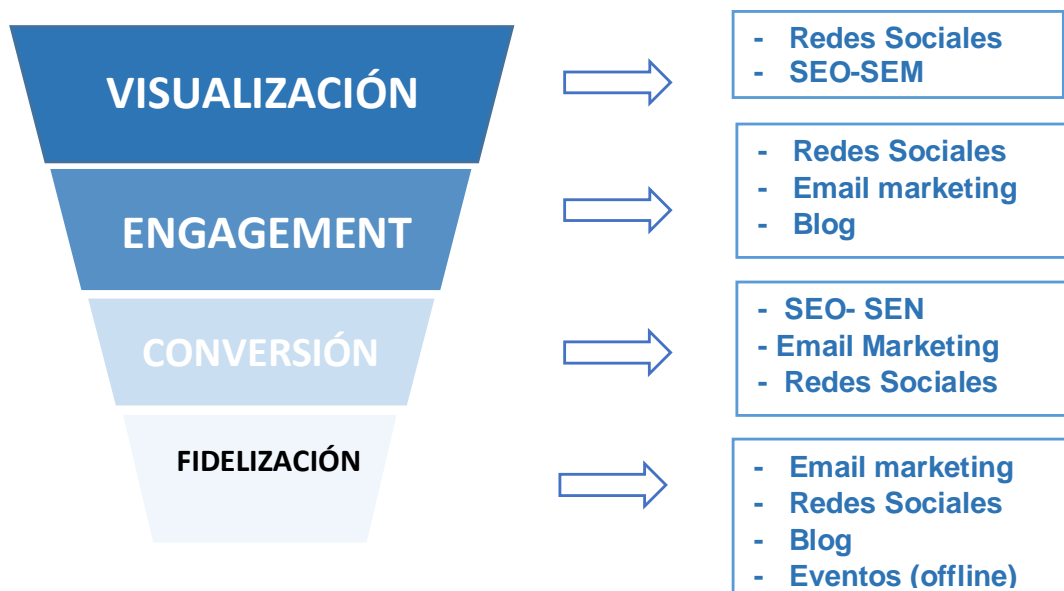 VISUALIZACIÓN
- Redes Sociales
- SEO-SEM
ENGAGEMENT
- Redes Sociales
- Email marketing
- Blog
CONVERSIÓN
- SEO- SEN
- Email Marketing
- Redes Sociales
FIDELIZACIÓN
- Email marketing
- Redes Sociales
- Blog
- Eventos (offline)